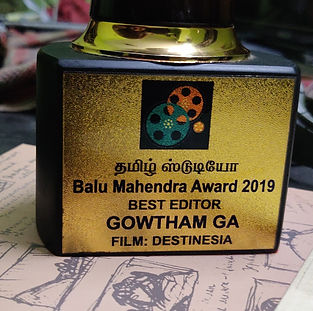 தமிழ் ஸ்டுடியோ
Balu Mahendra Award 2019
BEST EDITOR
GOWTHAM GA
FILM: DESTINESIA